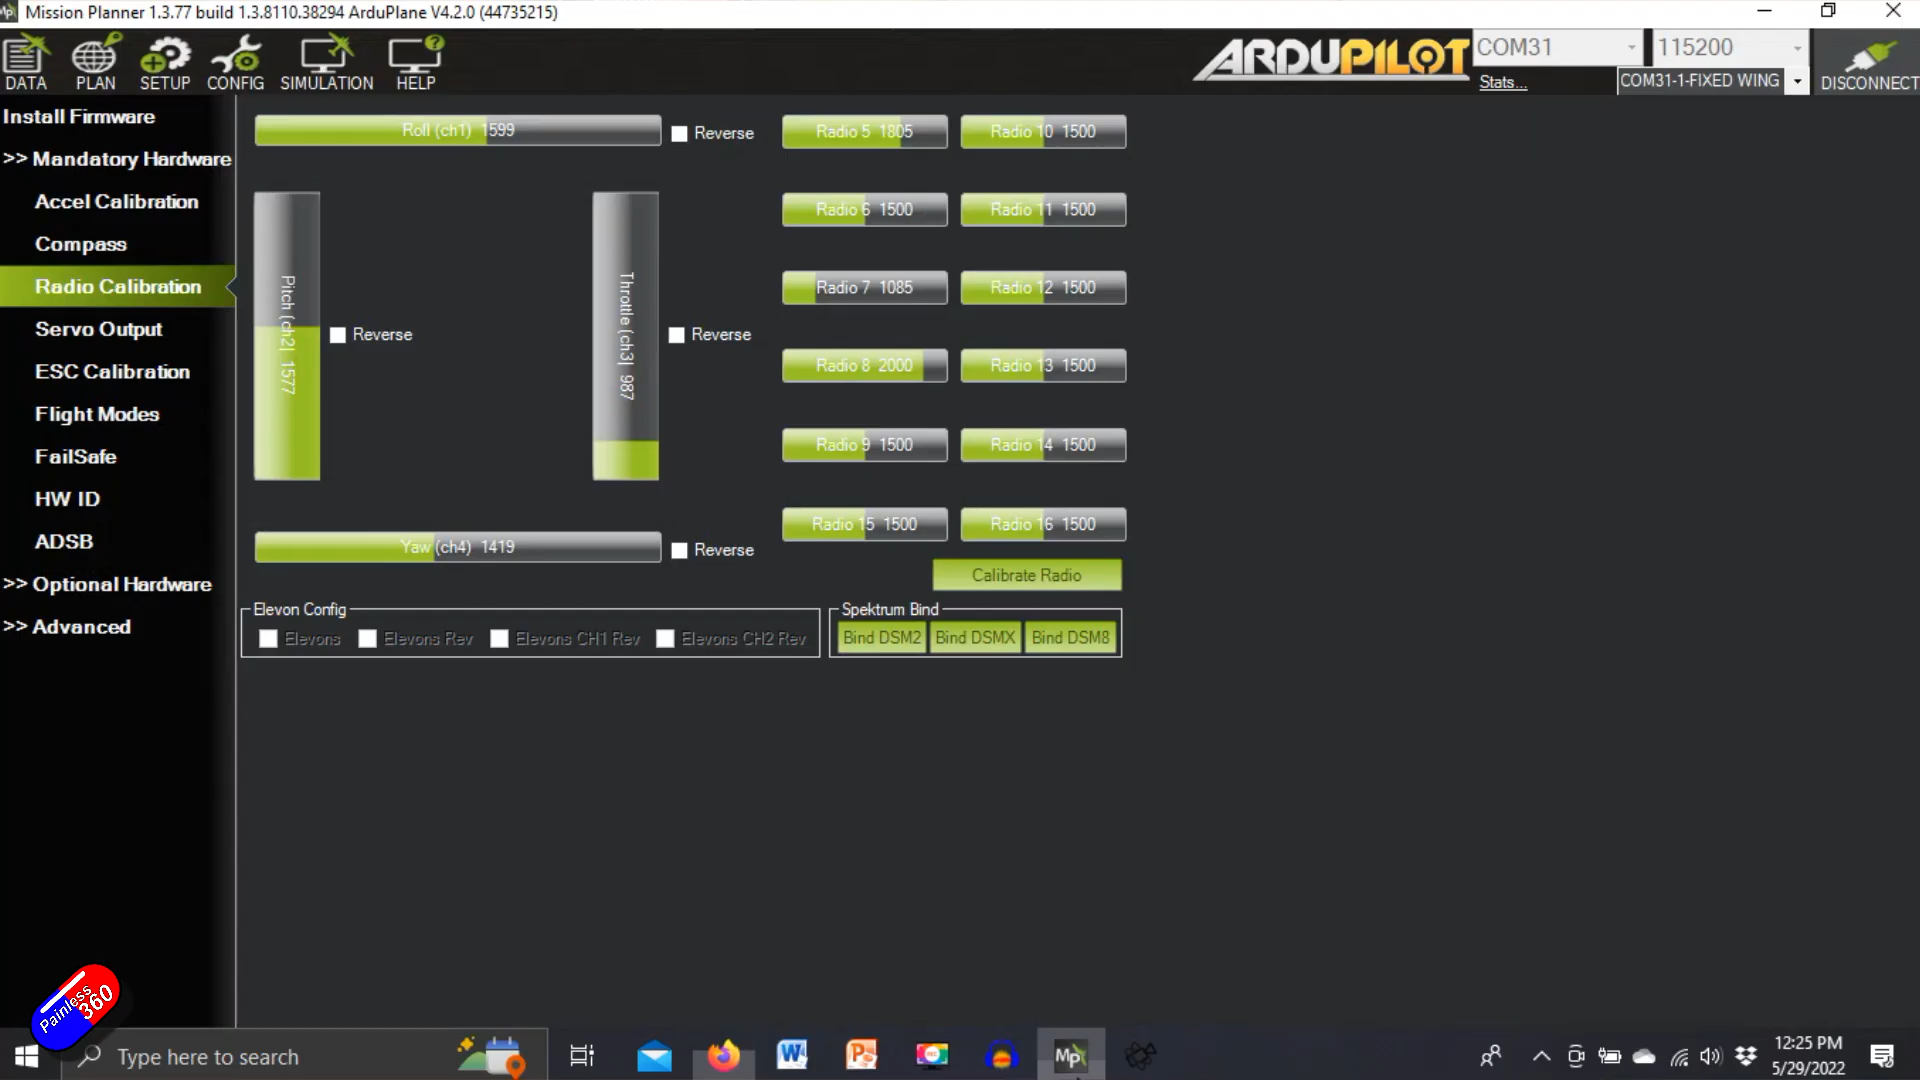 Mission Planner 1.3.77 build 1.3.8110.38294 ArduPlane V4.2.0 (44735215)
DATA
PLAN
SETUP
CONFIG
SIMULATION
HELP
ARDUPILOT
COM31
115200
Stats...
COM31-1-FIXED WING
DISCONNECT
Install Firmware
>> Mandatory Hardware
Accel Calibration
Compass
Radio Calibration
Servo Output
ESC Calibration
Flight Modes
FailSafe
HW ID
ADSB
>> Optional Hardware
>> Advanced
Roll (ch1) 1599
Reverse
Pitch (ch2) 1577
Reverse
Throttle (ch3) 987
Reverse
Yaw (ch4) 1419
Reverse
Radio 5 1805
Radio 10 1500
Radio 6 1500
Radio 11 1500
Radio 7 1085
Radio 12 1500
Radio 8 2000
Radio 13 1500
Radio 9 1500
Radio 14 1500
Radio 15 1500
Radio 16 1500
Calibrate Radio
Elevon Config
Elevons
Elevons Rev
Elevons CH1 Rev
Elevons CH2 Rev
Spektrum Bind
Bind DSM2
Bind DSMX
Bind DSM8
Painless
360
Type here to search
12:25 PM
5/29/2022